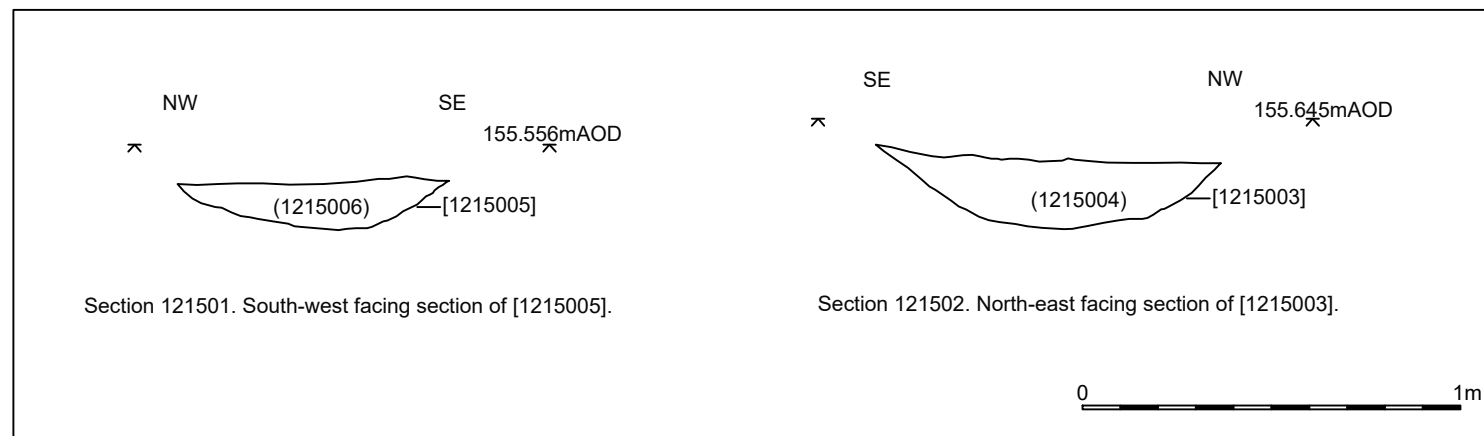 NW SE
155.556mAOD
(1215006) [1215005]
Section 121501. South-west facing section of [1215005].
SE NW
155.645mAOD
(1215004) [1215003]
Section 121502. North-east facing section of [1215003].
0 1m